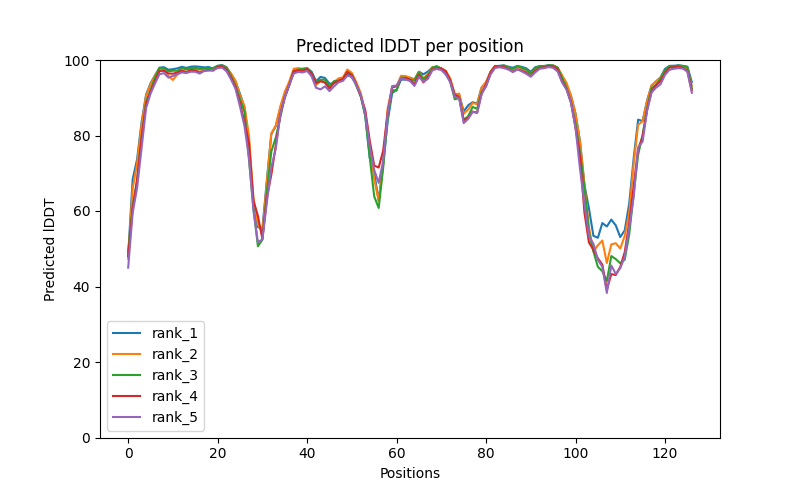 Predicted lDDT per position
100
80
60
40
20
0
Predicted lDDT
rank_1
rank_2
rank_3
rank_4
rank_5
0 20 40 60 80 100 120
Positions